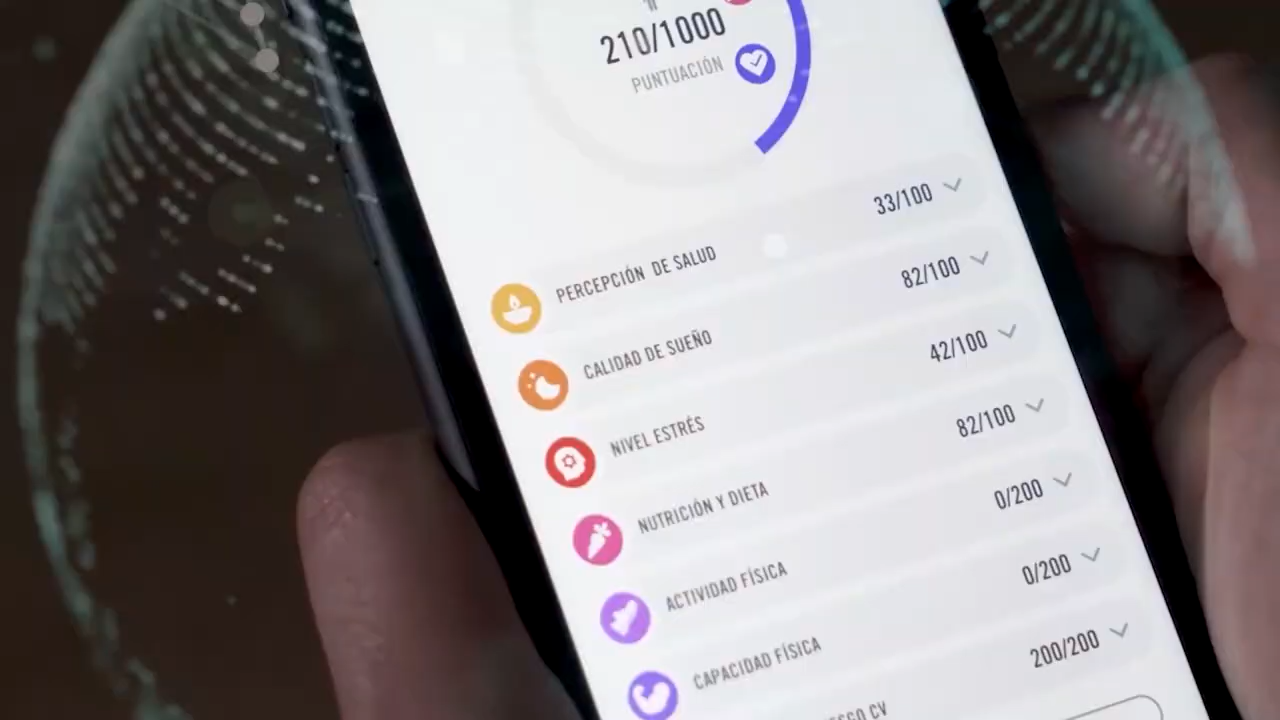 210/1000
PUNTUACIÓN
PERCEPCIÓN DE SALUD 33/100
CALIDAD DE SUEÑO 82/100
NIVEL ESTRÉS 42/100
NUTRICIÓN Y DIETA 82/100
ACTIVIDAD FÍSICA 0/200
CAPACIDAD FÍSICA 0/200
CV 200/200